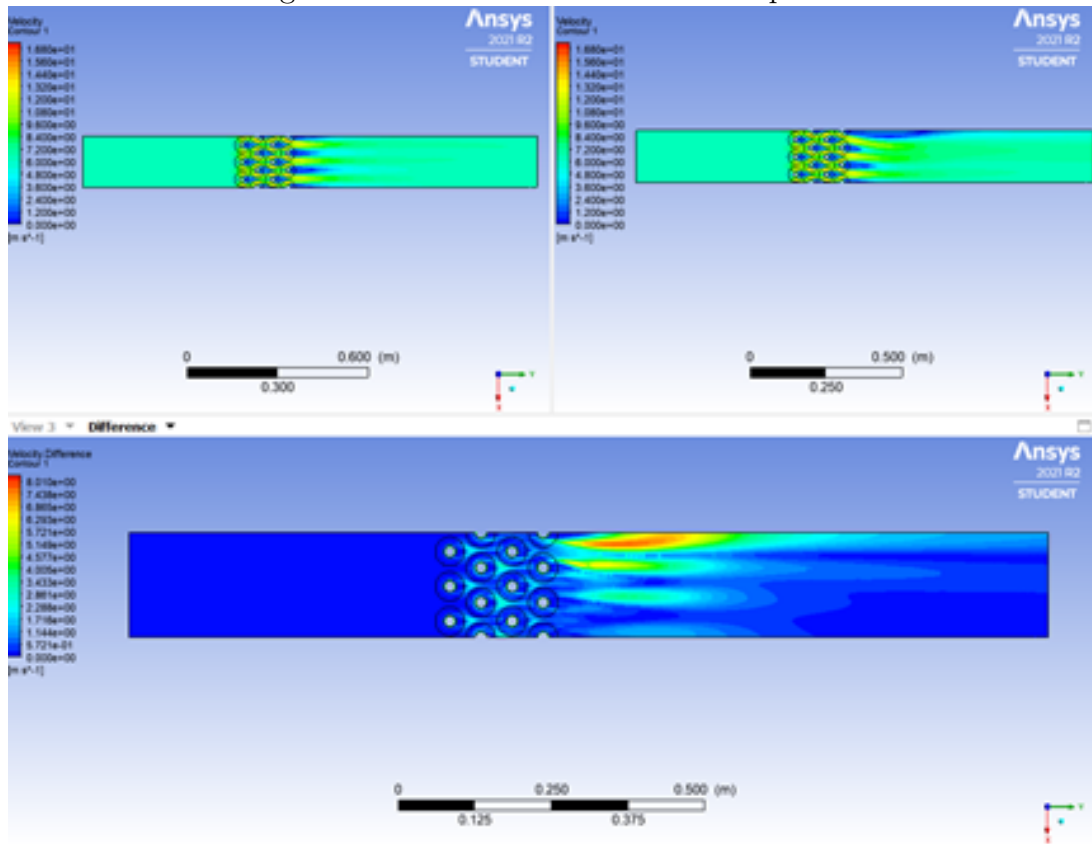 Velocity
Contour 1
1.680e+01
1.560e+01
1.440e+01
1.320e+01
1.200e+01
1.080e+01
9.600e+00
8.400e+00
7.200e+00
6.000e+00
4.800e+00
3.600e+00
2.400e+00
1.200e+00
0.000e+00
[m s^-1]
Ansys
2021 R2
STUDENT
0
0.600 (m)
0.300
Y
X
Velocity
Contour 1
1.680e+01
1.560e+01
1.440e+01
1.320e+01
1.200e+01
1.080e+01
9.600e+00
8.400e+00
7.200e+00
6.000e+00
4.800e+00
3.600e+00
2.400e+00
1.200e+00
0.000e+00
[m s^-1]
Ansys
2021 R2
STUDENT
0
0.500 (m)
0.250
Y
X
View 3 Difference
Velocity Difference
Contour 1
8.010e+00
7.438e+00
6.865e+00
6.293e+00
5.721e+00
5.149e+00
4.577e+00
4.005e+00
3.433e+00
2.861e+00
2.288e+00
1.716e+00
1.144e+00
5.721e-01
0.000e+00
[m s^-1]
Ansys
2021 R2
STUDENT
0 0.250 0.500 (m)
0.125 0.375
Y
X